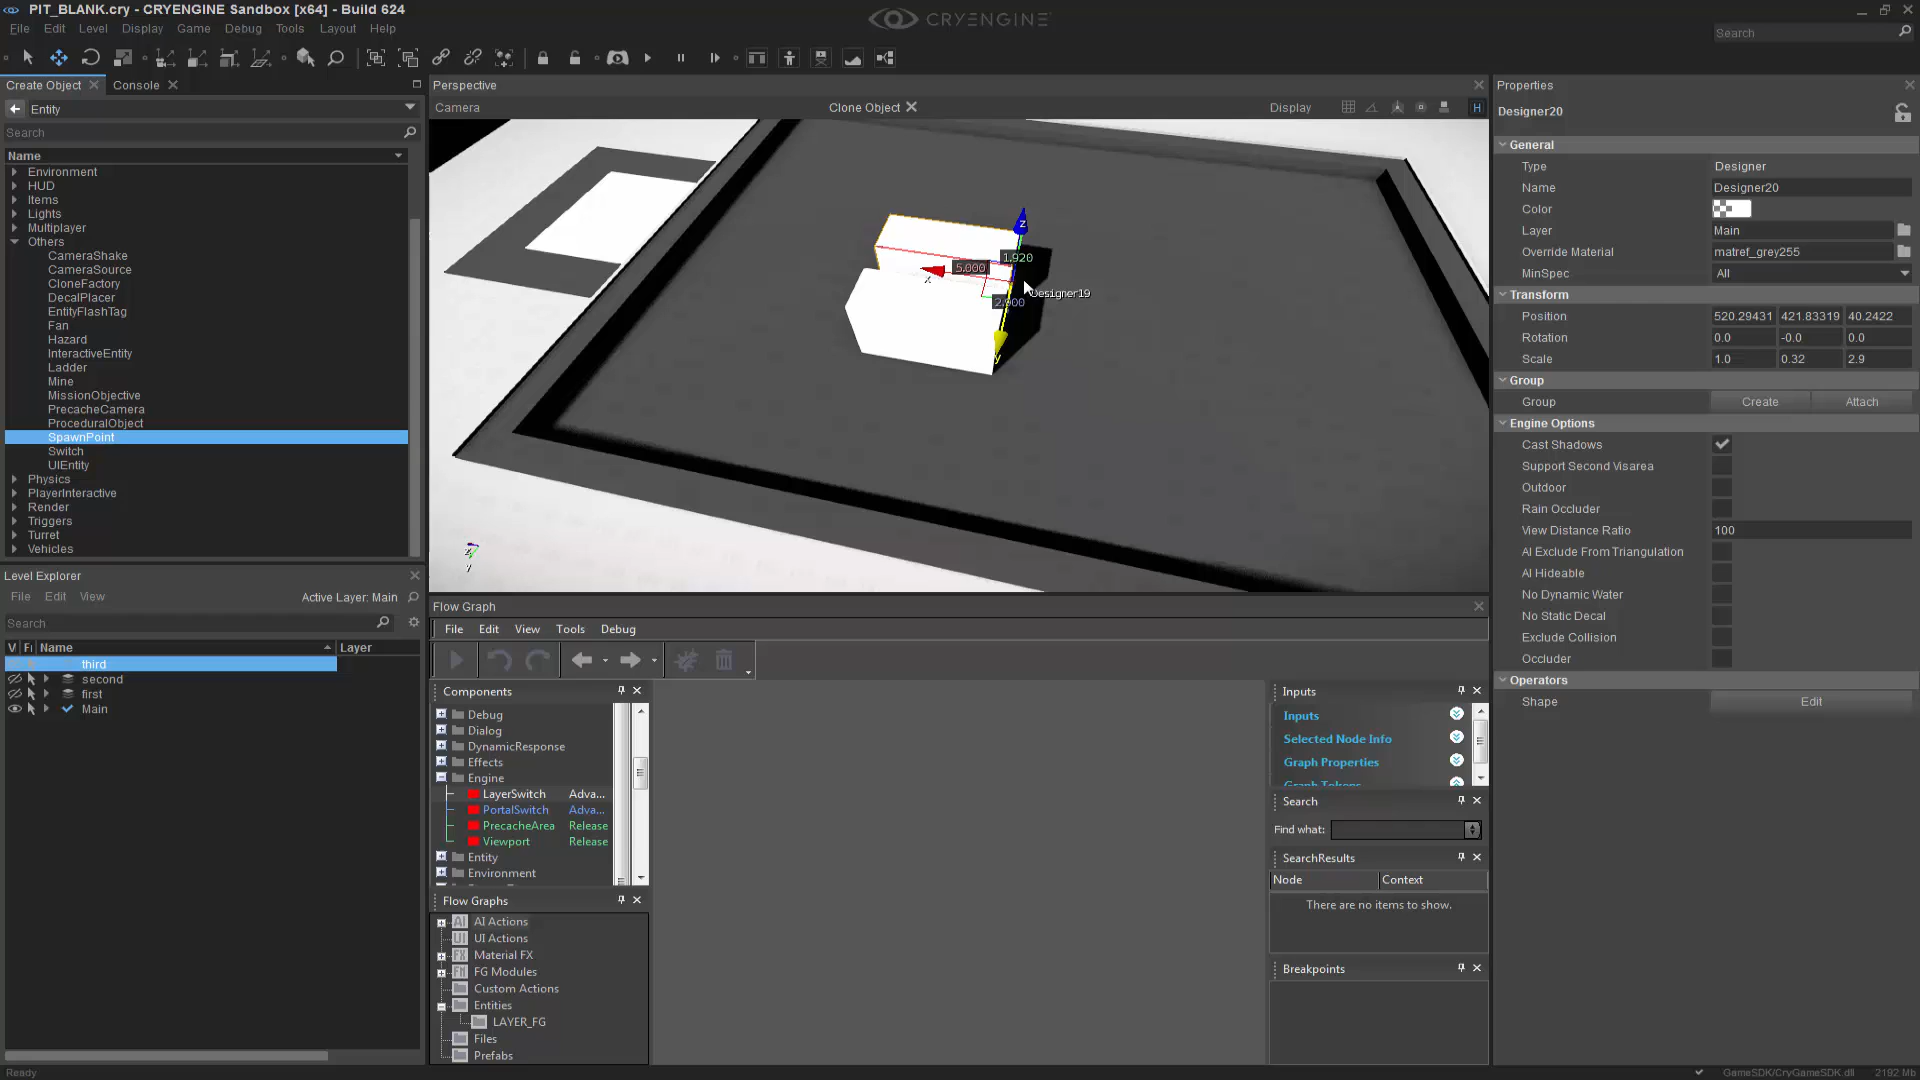 PIT_BLANK.cry - CRYENGINE Sandbox [x64] - Build 624
CRYENGINE
File Edit Level Display Game Debug Tools Layout Help
Search
Create Object
Console
Entity
Search
Name
Environment
HUD
Items
Lights
Multiplayer
Others
CameraShake
CameraSource
CloneFactory
DecalPlacer
EntityFlashTag
Fan
Hazard
InteractiveEntity
Ladder
Mine
MissionObjective
PrecacheCamera
ProceduralObject
SpawnPoint
Switch
UIEntity
Physics
PlayerInteractive
Render
Triggers
Turret
Vehicles
Level Explorer
File Edit View Active Layer: Main
Search
V Fr Name Layer
third
second
first
Main
Perspective
Camera Clone Object Display H
z
1.920
5.000
x
2.900
Designer19
y
z
y
Flow Graph
File Edit View Tools Debug
Components
Debug
Dialog
DynamicResponse
Effects
Engine
LayerSwitch Adva...
PortalSwitch Adva...
PrecacheArea Release
Viewport Release
Entity
Environment
Flow Graphs
AI Actions
UI Actions
Material FX
FG Modules
Custom Actions
Entities
LAYER_FG
Files
Prefabs
Inputs
Inputs
Selected Node Info
Graph Properties
Graph Tokens
Search
Find what:
SearchResults
Node Context
There are no items to show.
Breakpoints
Properties
Designer20
General
Type Designer
Name Designer20
Color
Layer Main
Override Material matref_grey255
MinSpec All
Transform
Position 520.29431 421.83319 40.2422
Rotation 0.0 -0.0 0.0
Scale 1.0 0.32 2.9
Group
Group Create Attach
Engine Options
Cast Shadows
Support Second Visarea
Outdoor
Rain Occluder
View Distance Ratio 100
AI Exclude From Triangulation
AI Hideable
No Dynamic Water
No Static Decal
Exclude Collision
Occluder
Operators
Shape Edit
Ready
GameSDK/CryGameSDK.dll 2192 Mb